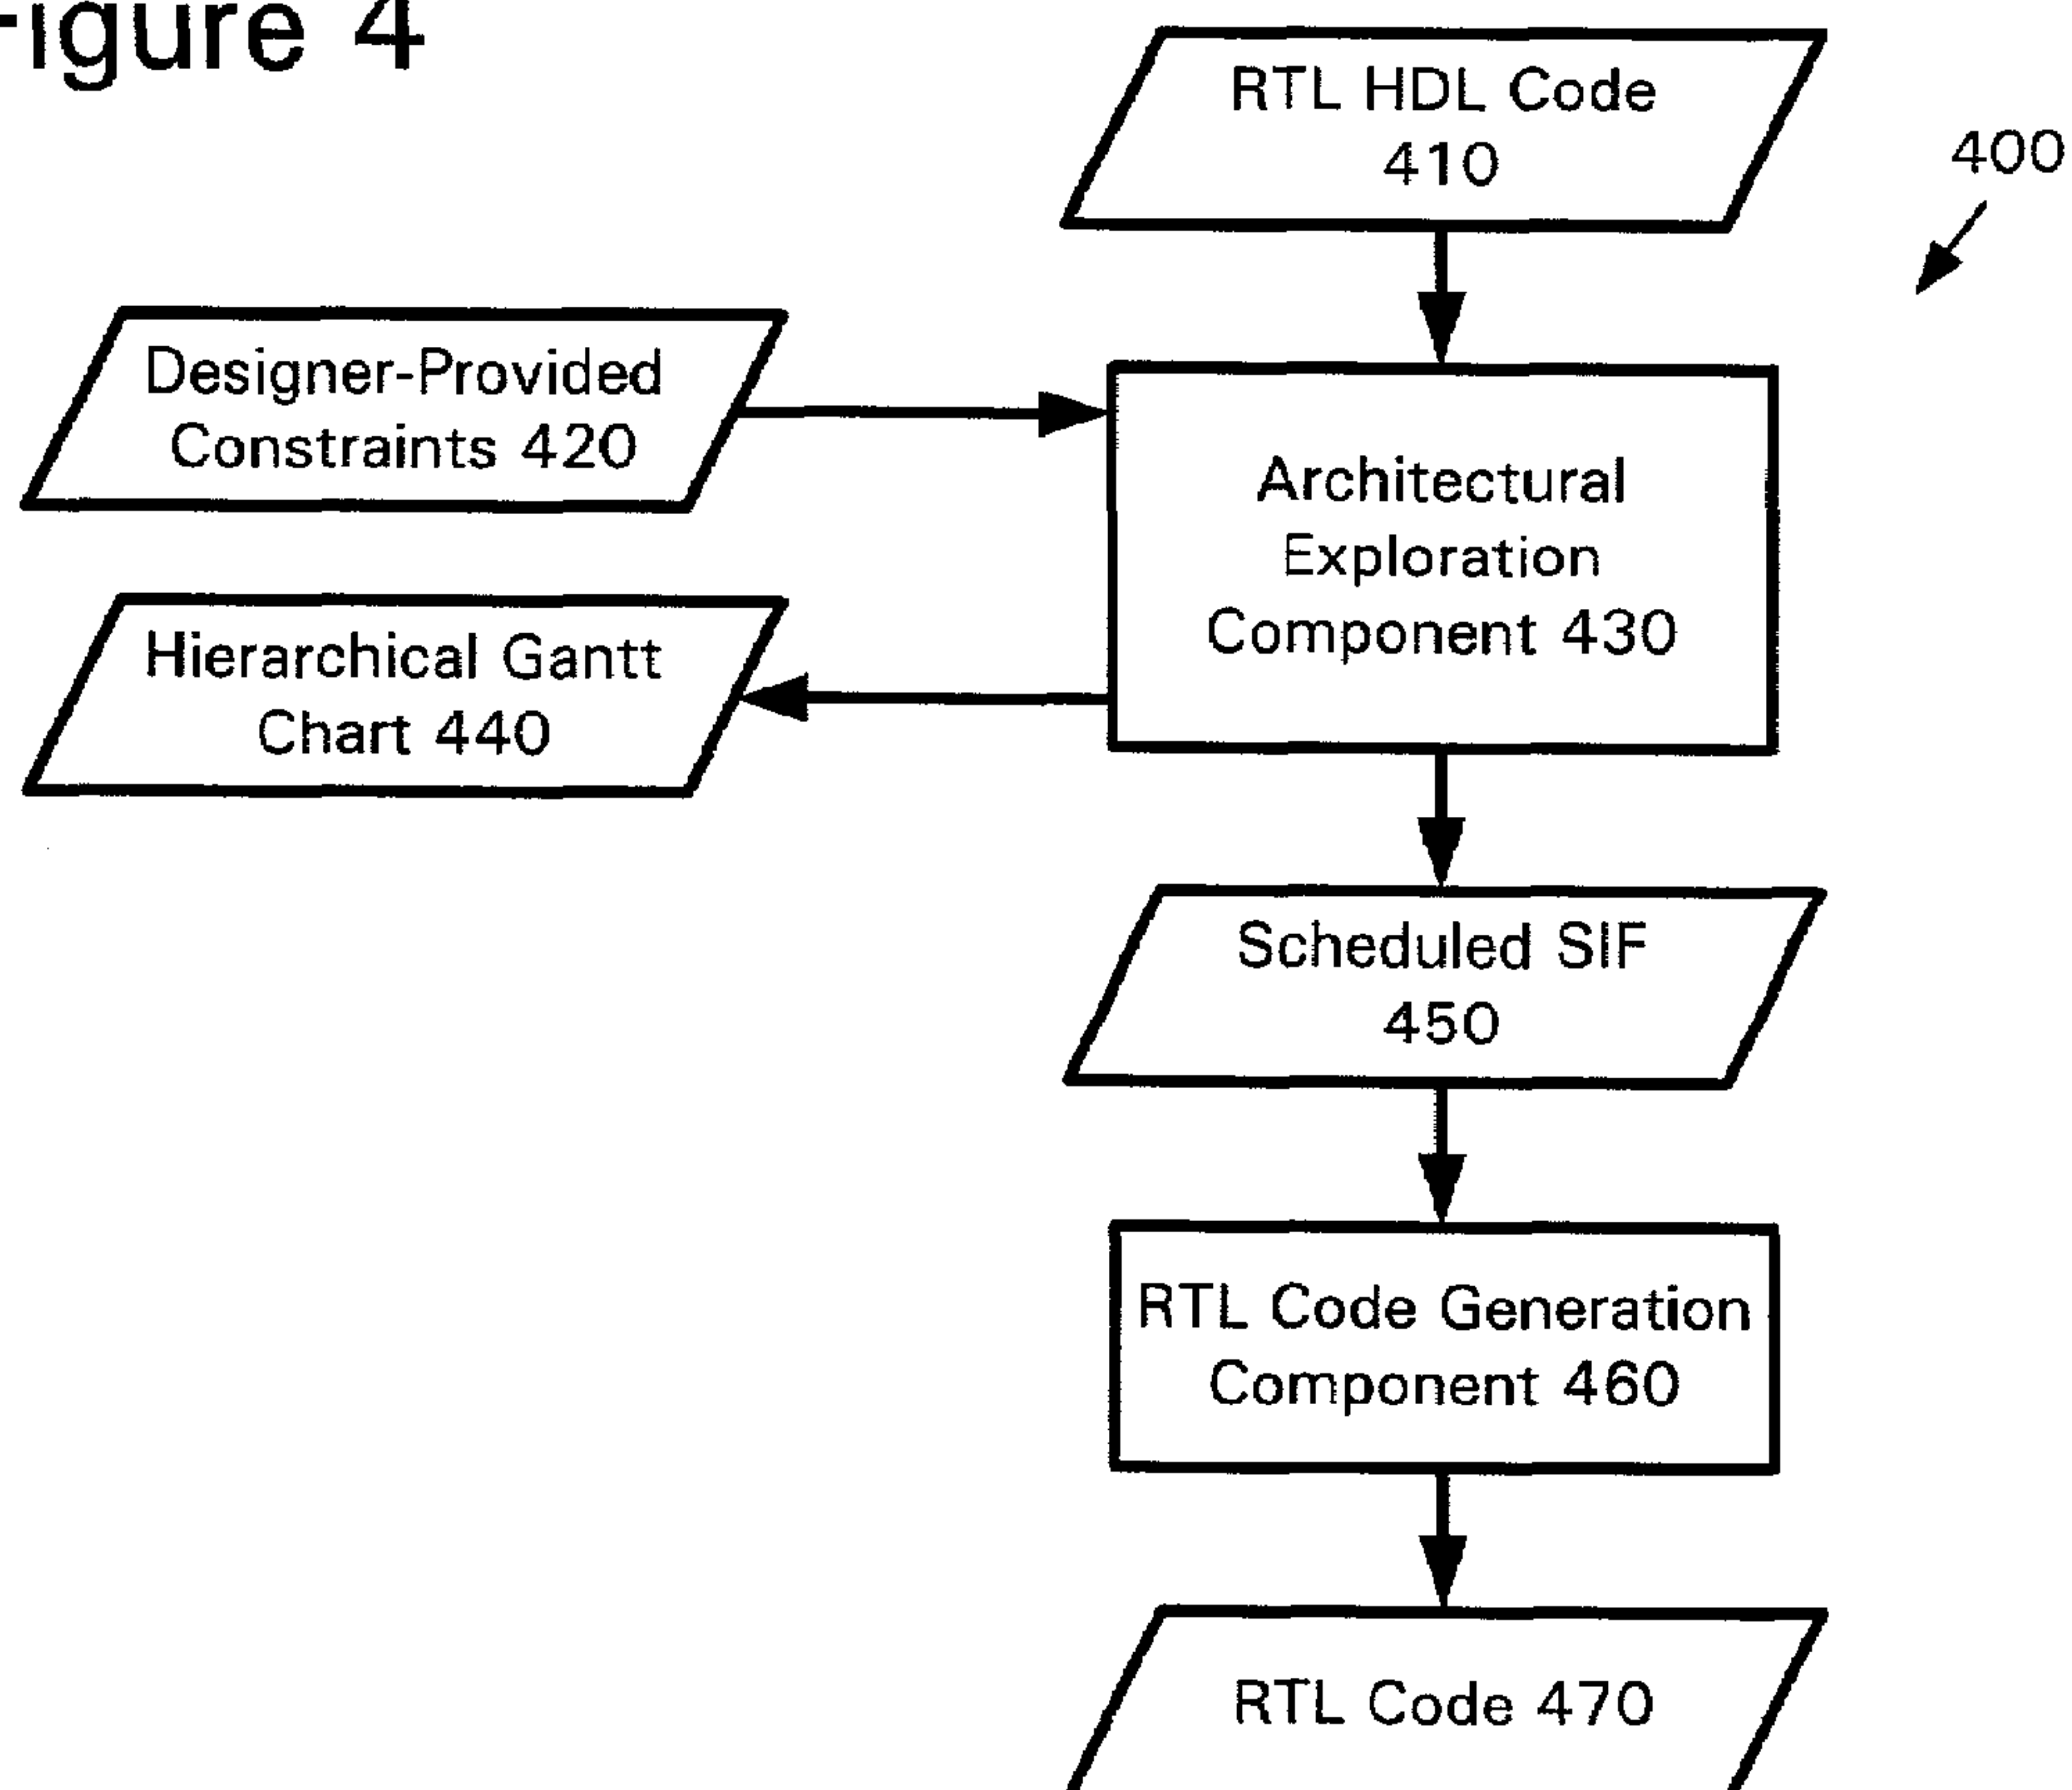 Figure 4
RTL HDL Code
410
400
Designer-Provided
Constraints 420
Architectural
Exploration
Component 430
Hierarchical Gantt
Chart 440
Scheduled SIF
450
RTL Code Generation
Component 460
RTL Code 470